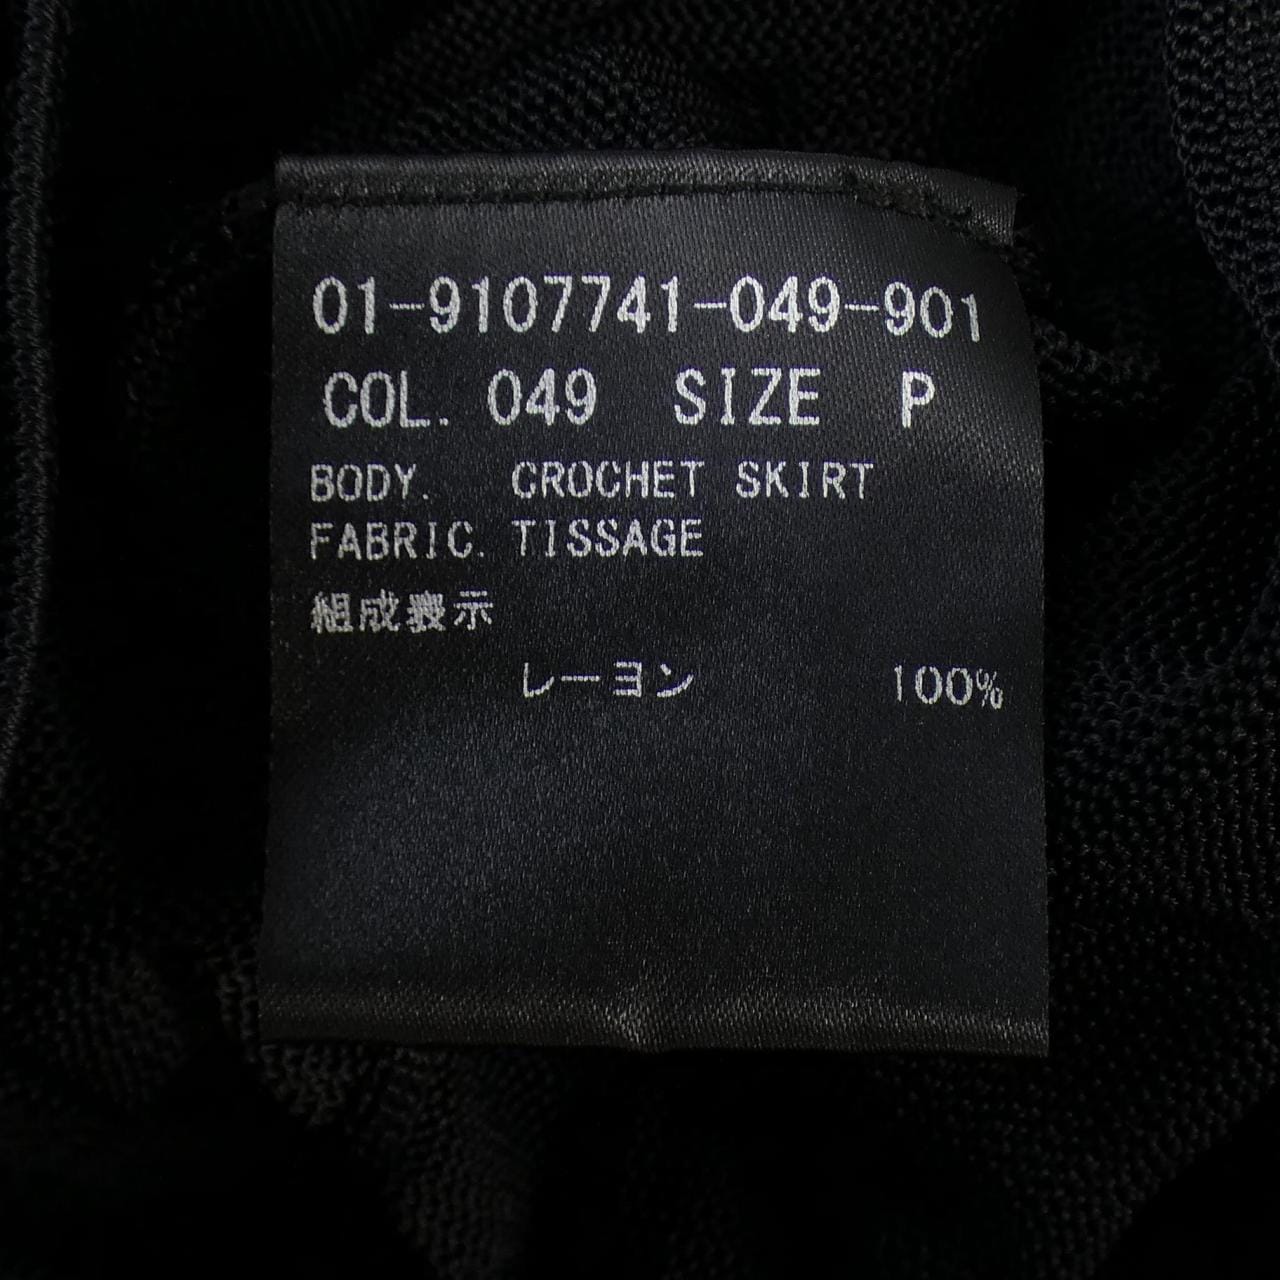 01-9107741-049-901
COL. 049 SIZE P
BODY. CROCHET SKIRT
FABRIC. TISSAGE
組成表示
レーヨン 100%